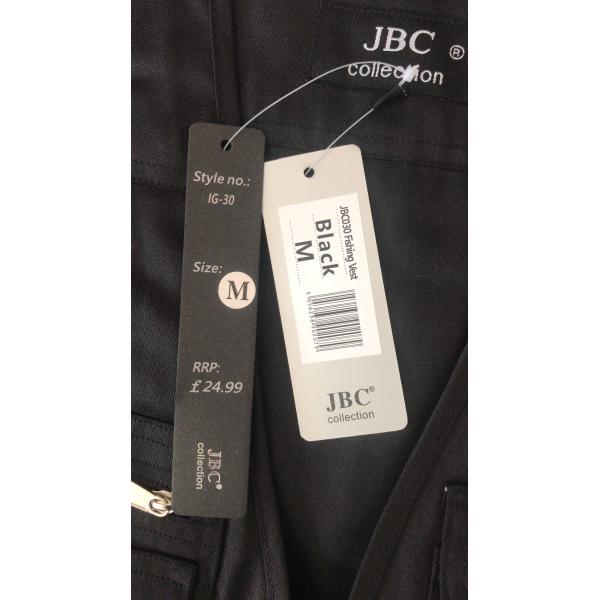 JBC ®
collection
Style no.:
IG-30
Size:
M
RRP:
£24.99
JBC®
collection
JBC030 Fishing Vest
Black
M
JBC®
collection